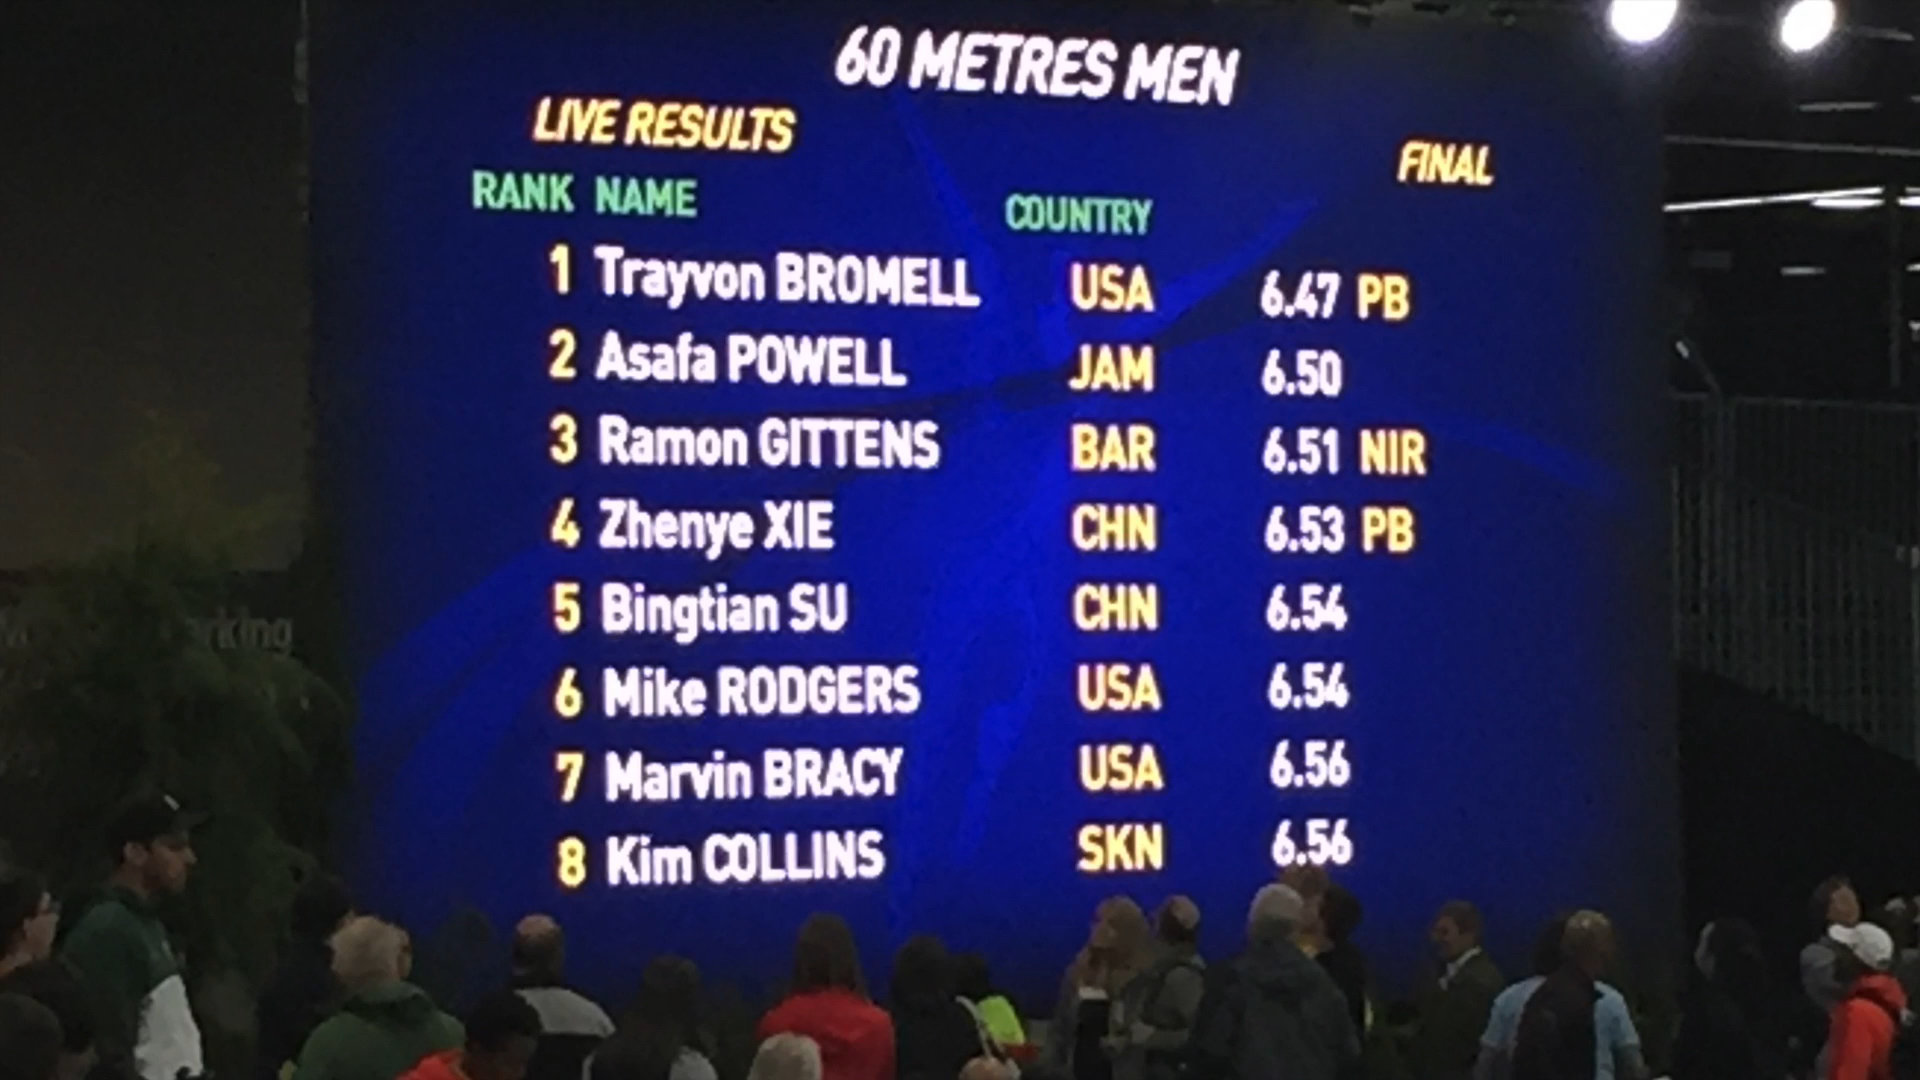 60 METRES MEN
LIVE RESULTS
FINAL
RANK NAME COUNTRY
1 Trayvon BROMELL USA 6.47 PB
2 Asafa POWELL JAM 6.50
3 Ramon GITTENS BAR 6.51 NIR
4 Zhenye XIE CHN 6.53 PB
5 Bingtian SU CHN 6.54
6 Mike RODGERS USA 6.54
7 Marvin BRACY USA 6.56
8 Kim COLLINS SKN 6.56